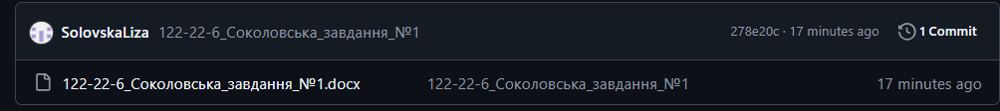 SolovskaLiza 122-22-6_Соколовська_завдання_№1 278e20c · 17 minutes ago 1 Commit
122-22-6_Соколовська_завдання_№1.docx 122-22-6_Соколовська_завдання_№1 17 minutes ago